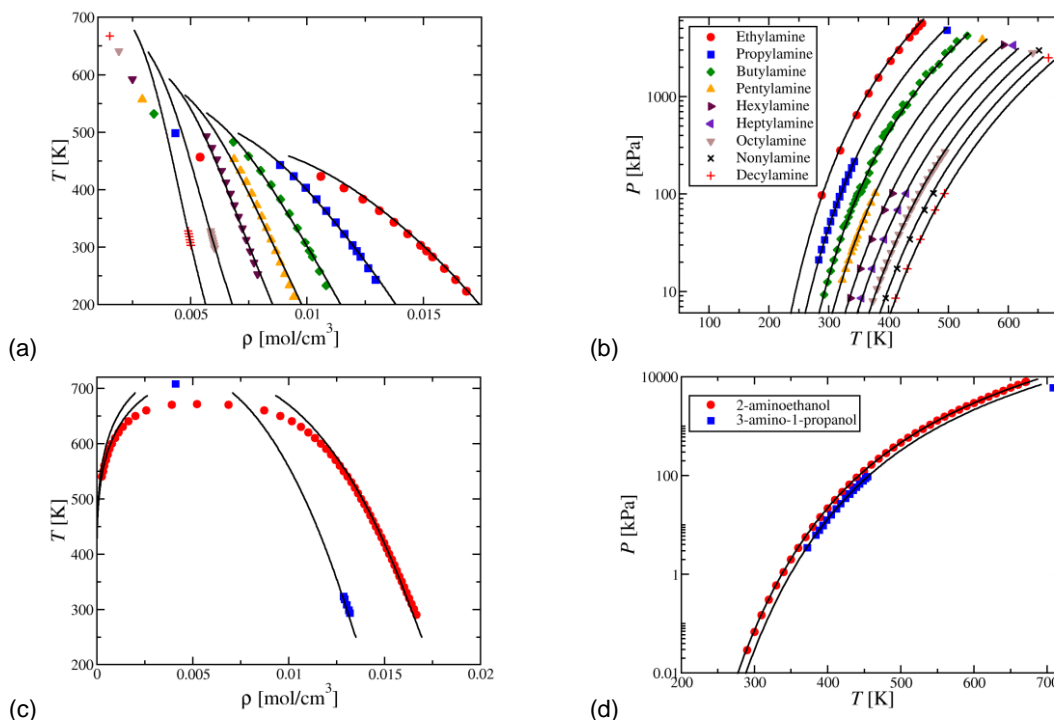 700
600
500
400
300
200
T [K]
0.005
0.01
0.015
ρ [mol/cm³]
(a)
1000
100
10
P [kPa]
Ethylamine
Propylamine
Butylamine
Pentylamine
Hexylamine
Heptylamine
Octylamine
Nonylamine
Decylamine
100
200
300
400
500
600
T [K]
(b)
700
600
500
400
300
200
T [K]
0
0.005
0.01
0.015
0.02
ρ [mol/cm³]
(c)
10000
100
1
0.01
P [kPa]
2-aminoethanol
3-amino-1-propanol
200
300
400
500
600
700
T [K]
(d)